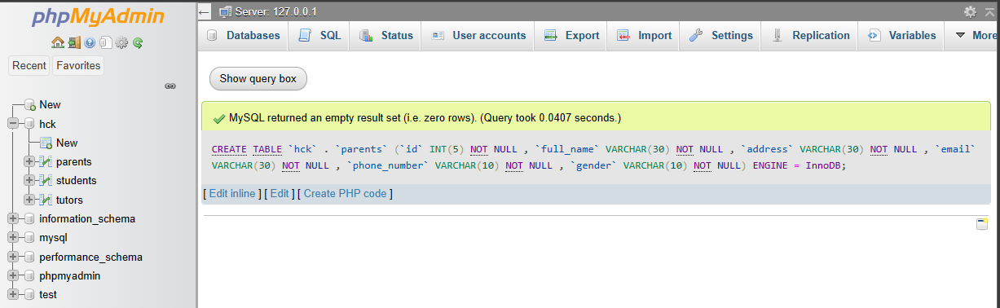 phpMyAdmin
Recent Favorites
New
hck
New
parents
students
tutors
information_schema
mysql
performance_schema
phpmyadmin
test
Server: 127.0.0.1
Databases SQL Status User accounts Export Import Settings Replication Variables More
Show query box
MySQL returned an empty result set (i.e. zero rows). (Query took 0.0407 seconds.)
CREATE TABLE `hck` . `parents` (`id` INT(5) NOT NULL , `full_name` VARCHAR(30) NOT NULL , `address` VARCHAR(30) NOT NULL , `email`
VARCHAR(30) NOT NULL , `phone_number` VARCHAR(10) NOT NULL , `gender` VARCHAR(10) NOT NULL) ENGINE = InnoDB;
[ Edit inline ] [ Edit ] [ Create PHP code ]